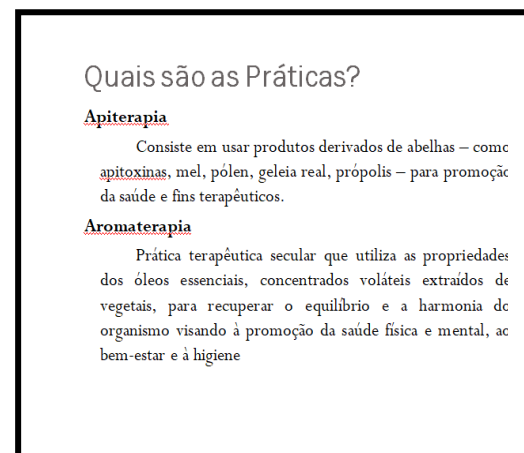 Quais são as Práticas?
Apiterapia
Consiste em usar produtos derivados de abelhas – como
apitoxinas, mel, pólen, geleia real, própolis – para promoção
da saúde e fins terapêuticos.
Aromaterapia
Prática terapêutica secular que utiliza as propriedades
dos óleos essenciais, concentrados voláteis extraídos de
vegetais, para recuperar o equilíbrio e a harmonia do
organismo visando à promoção da saúde física e mental, ao
bem-estar e à higiene